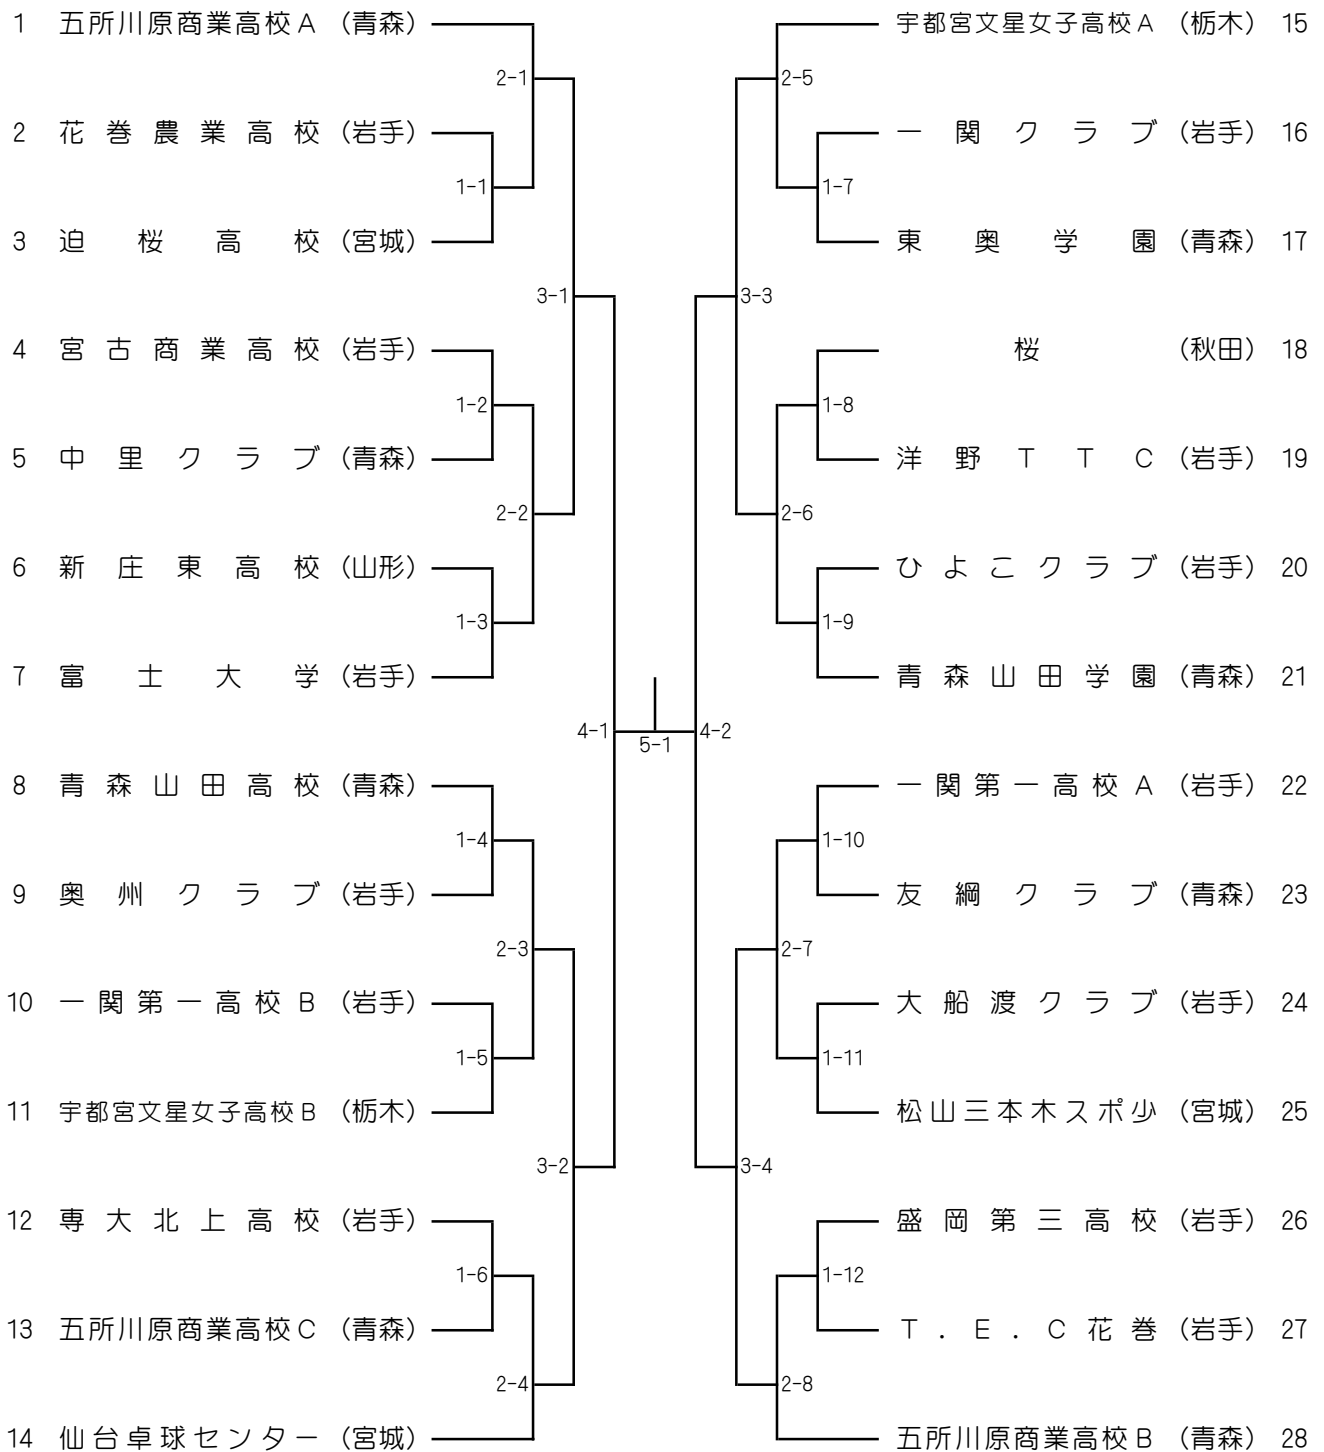 1 五所川原商業高校A (青森)
2 花巻農業高校 (岩手)
3 迫桜高校 (宮城)
4 宮古商業高校 (岩手)
5 中里クラブ (青森)
6 新庄東高校 (山形)
7 富士大学 (岩手)
8 青森山田高校 (青森)
9 奥州クラブ (岩手)
10 一関第一高校B (岩手)
11 宇都宮文星女子高校B (栃木)
12 専大北上高校 (岩手)
13 五所川原商業高校C (青森)
14 仙台卓球センター (宮城)
2-1
1-1
3-1
1-2
2-2
1-3
4-1
1-4
2-3
1-5
3-2
1-6
2-4
5-1
宇都宮文星女子高校A (栃木) 15
一関クラブ (岩手) 16
東奥学園 (青森) 17
桜 (秋田) 18
洋野TTC (岩手) 19
ひよこクラブ (岩手) 20
青森山田学園 (青森) 21
一関第一高校A (岩手) 22
友綱クラブ (青森) 23
大船渡クラブ (岩手) 24
松山三本木スポ少 (宮城) 25
盛岡第三高校 (岩手) 26
T.E.C花巻 (岩手) 27
五所川原商業高校B (青森) 28
2-5
1-7
3-3
1-8
2-6
1-9
4-2
1-10
2-7
1-11
3-4
1-12
2-8